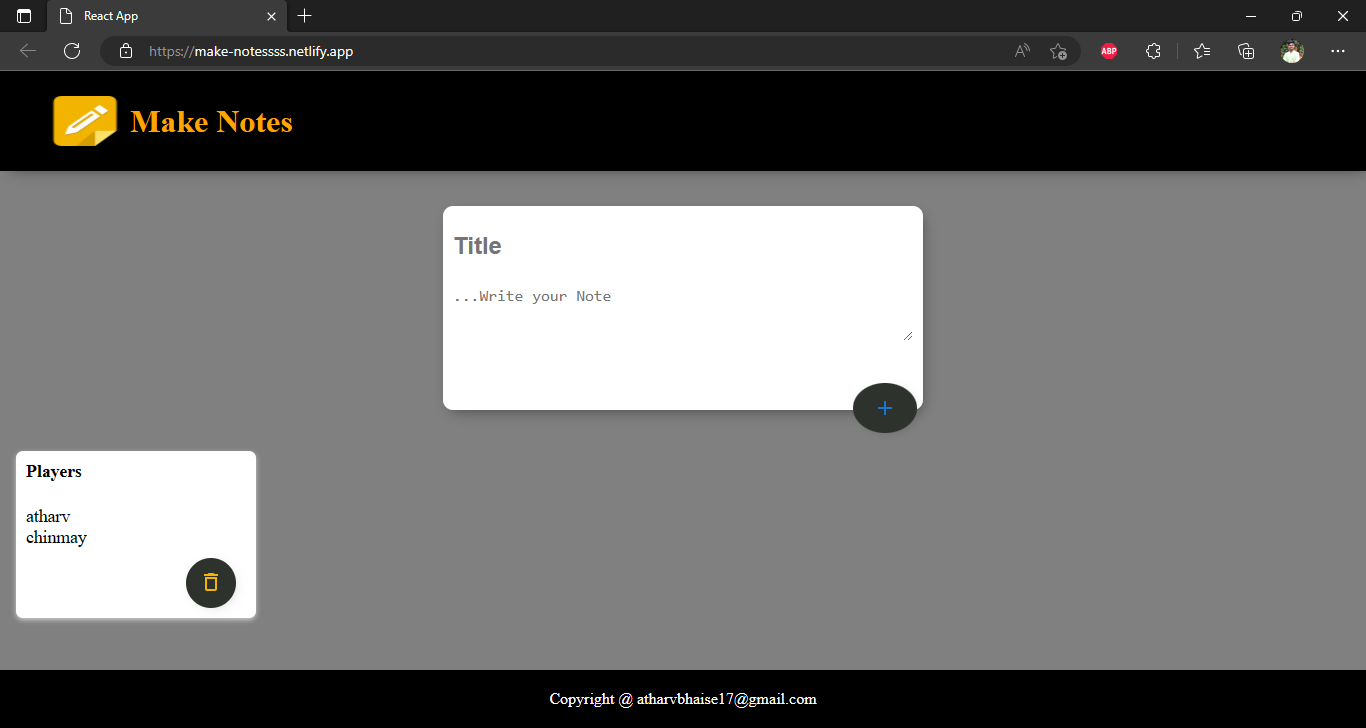 React App
https://make-notessss.netlify.app
ABP
Make Notes
Title
...Write your Note
Players
atharv
chinmay
Copyright @ atharvbhaise17@gmail.com